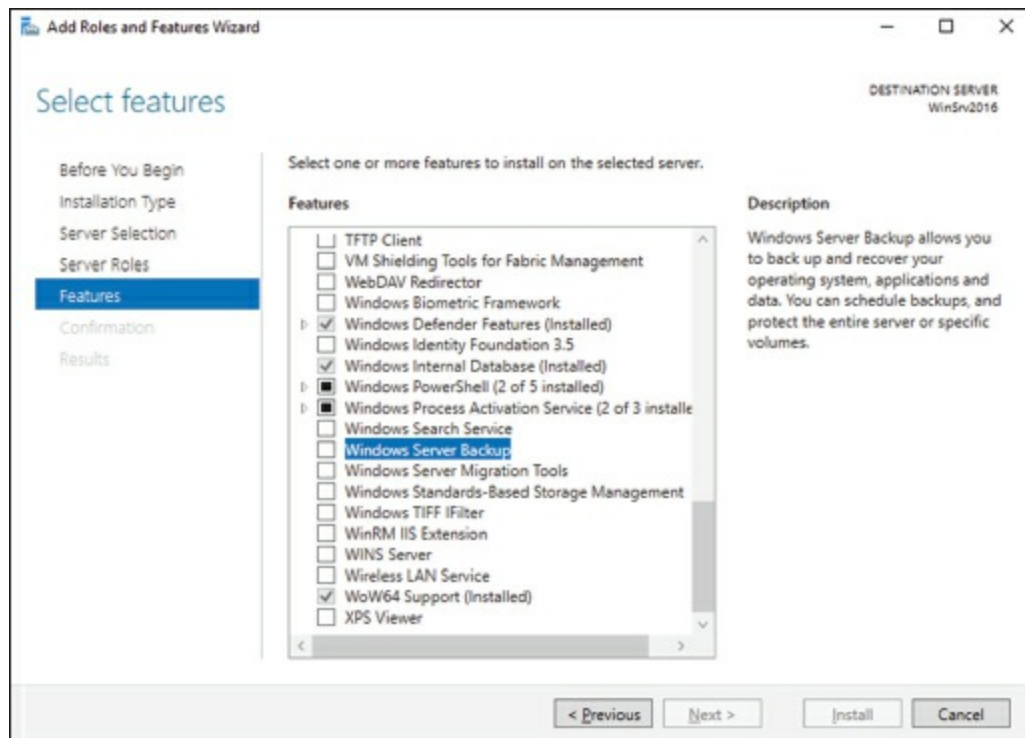 Add Roles and Features Wizard
Select features
DESTINATION SERVER
WinSrv2016
Before You Begin
Installation Type
Server Selection
Server Roles
Features
Confirmation
Results
Select one or more features to install on the selected server.
Features
TFTP Client
VM Shielding Tools for Fabric Management
WebDAV Redirector
Windows Biometric Framework
Windows Defender Features (Installed)
Windows Identity Foundation 3.5
Windows Internal Database (Installed)
Windows PowerShell (2 of 5 installed)
Windows Process Activation Service (2 of 3 installe
Windows Search Service
Windows Server Backup
Windows Server Migration Tools
Windows Standards-Based Storage Management
Windows TIFF IFilter
WinRM IIS Extension
WINS Server
Wireless LAN Service
WoW64 Support (Installed)
XPS Viewer
Description
Windows Server Backup allows you
to back up and recover your
operating system, applications and
data. You can schedule backups, and
protect the entire server or specific
volumes.
< Previous
Next >
Install
Cancel